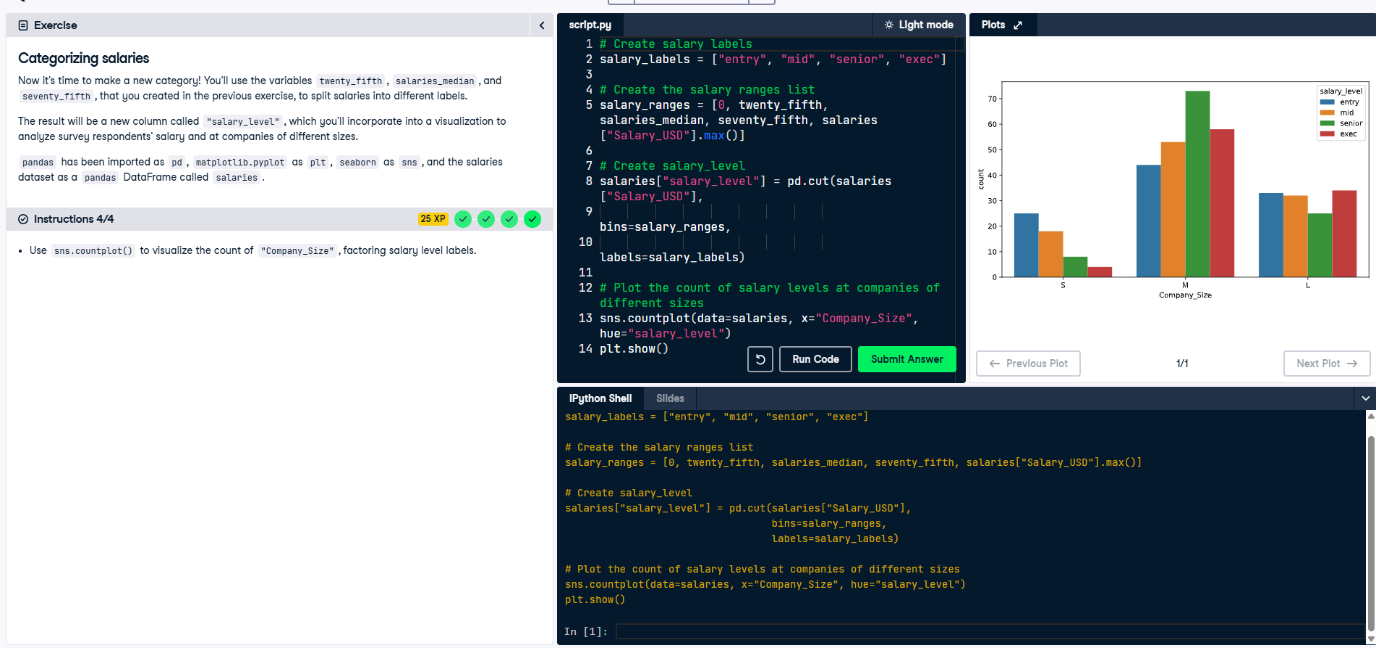 Exercise
Categorizing salaries
Now it's time to make a new category! You'll use the variables twenty_fifth , salaries_median , and
seventy_fifth , that you created in the previous exercise, to split salaries into different labels.
The result will be a new column called "salary_level" , which you'll incorporate into a visualization to
analyze survey respondents' salary and at companies of different sizes.
pandas has been imported as pd , matplotlib.pyplot as plt , seaborn as sns , and the salaries
dataset as a pandas DataFrame called salaries .
Instructions 4/4
25 XP
• Use sns.countplot() to visualize the count of "Company_Size" , factoring salary level labels.
script.py
Light mode
1 # Create salary labels
2 salary_labels = ["entry", "mid", "senior", "exec"]
3
4 # Create the salary ranges list
5 salary_ranges = [0, twenty_fifth,
salaries_median, seventy_fifth, salaries
["Salary_USD"].max()]
6
7 # Create salary_level
8 salaries["salary_level"] = pd.cut(salaries
["Salary_USD"],
9
bins=salary_ranges,
10
labels=salary_labels)
11
12 # Plot the count of salary levels at companies of
different sizes
13 sns.countplot(data=salaries, x="Company_Size",
hue="salary_level")
14 plt.show()
Run Code
Submit Answer
Plots
salary_level
entry
mid
senior
exec
70
60
50
40
30
20
10
0
count
S M L
Company_Size
← Previous Plot
1/1
Next Plot →
IPython Shell
Slides
salary_labels = ["entry", "mid", "senior", "exec"]
# Create the salary ranges list
salary_ranges = [0, twenty_fifth, salaries_median, seventy_fifth, salaries["Salary_USD"].max()]
# Create salary_level
salaries["salary_level"] = pd.cut(salaries["Salary_USD"],
bins=salary_ranges,
labels=salary_labels)
# Plot the count of salary levels at companies of different sizes
sns.countplot(data=salaries, x="Company_Size", hue="salary_level")
plt.show()
In [1]: